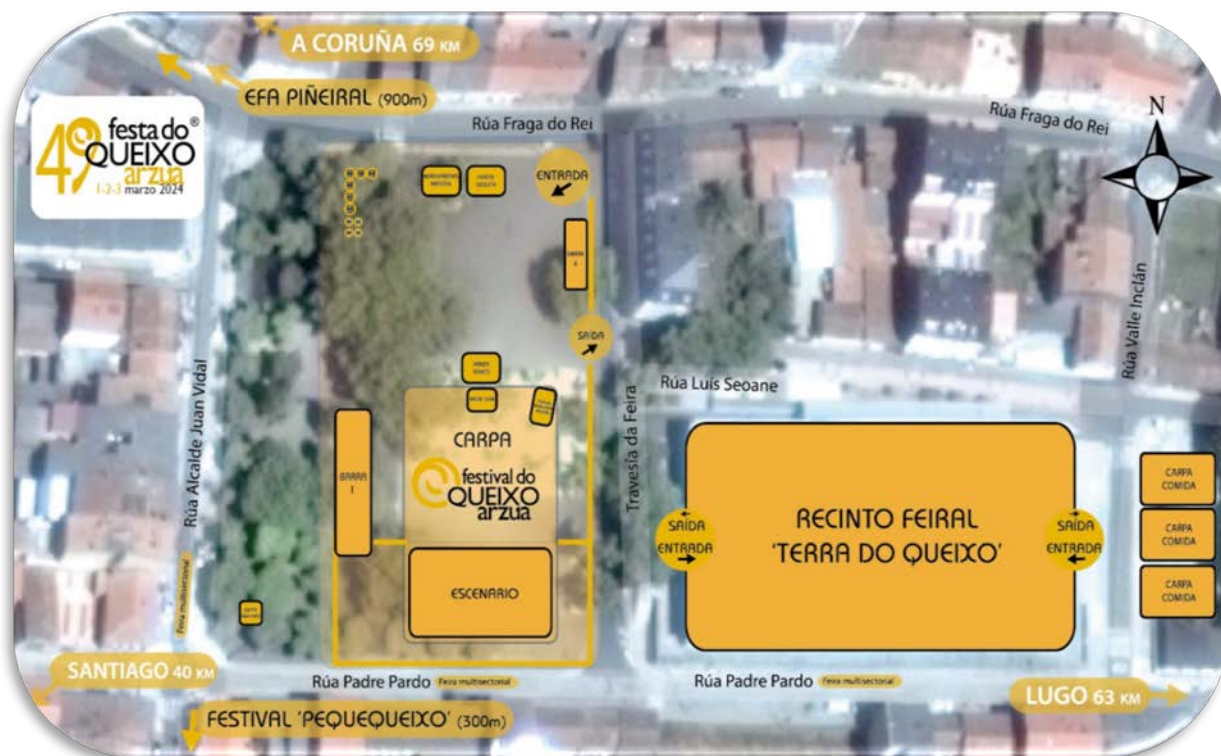 A CORUÑA 69 KM
EFA PIÑEIRAL (900m)
49 festa do®
QUEIXO
arzúa
1-2-3 marzo 2024
Rúa Fraga do Rei
Rúa Fraga do Rei
N
ENTRADA
SAÍDA
Rúa Valle Inclán
Rúa Luís Seoane
Rúa Alcalde Juan Vidal
Feira multisectorial
Travesía da Feira
BARRA
1
CARPA
festival do
QUEIXO
arzúa
ESCENARIO
SAÍDA
ENTRADA
RECINTO FEIRAL
'TERRA DO QUEIXO'
SAÍDA
ENTRADA
CARPA
COMIDA
CARPA
COMIDA
CARPA
COMIDA
SANTIAGO 40 KM
Rúa Padre Pardo Feira multisectorial
Rúa Padre Pardo Feira multisectorial
LUGO 63 KM
FESTIVAL 'PEQUEQUEIXO' (300m)